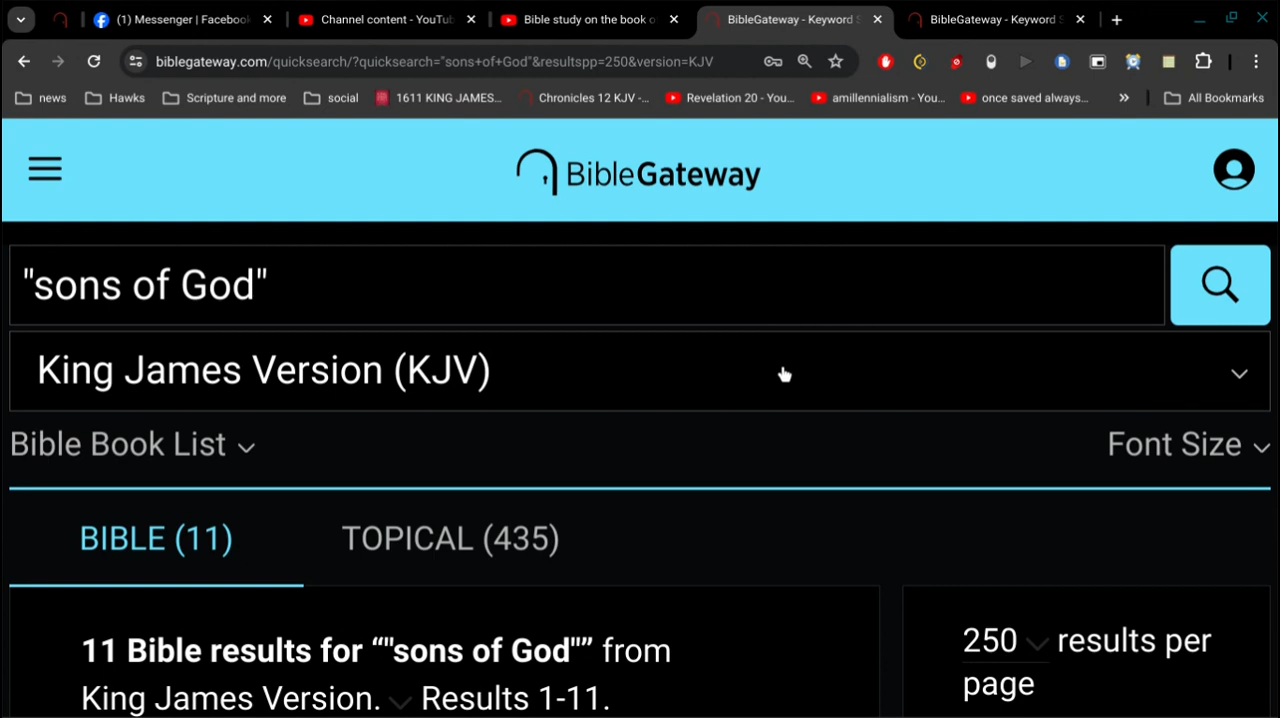 (1) Messenger | Faceboo
Channel content - YouTu
Bible study on the book o
BibleGateway - Keyword S
BibleGateway - Keyword S
biblegateway.com/quicksearch/?quicksearch="sons+of+God"&resultspp=250&version=KJV
news
Hawks
Scripture and more
social
1611 KING JAMES...
Chronicles 12 KJV -...
Revelation 20 - You...
amillennialism - You...
once saved always...
»
All Bookmarks
BibleGateway
"sons of God"
King James Version (KJV)
Bible Book List
Font Size
BIBLE (11)
TOPICAL (435)
11 Bible results for “"sons of God"” from
King James Version. Results 1-11.
250 results per
page